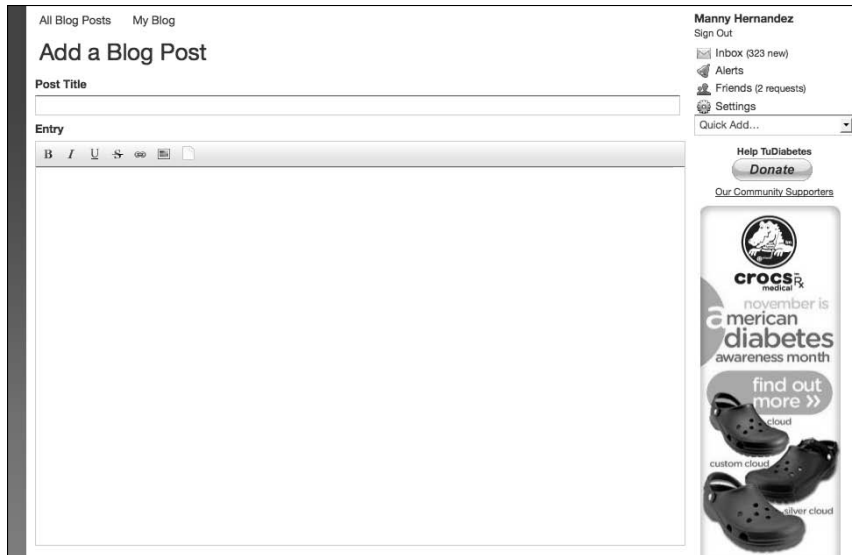 All Blog Posts My Blog
Add a Blog Post
Post Title
Entry
B I U S
Manny Hernandez
Sign Out
Inbox (323 new)
Alerts
Friends (2 requests)
Settings
Quick Add...
Help TuDiabetes
Donate
Our Community Supporters
crocs Rx
medical
november is
american
diabetes
awareness month
find out
more »
cloud
custom cloud
silver cloud